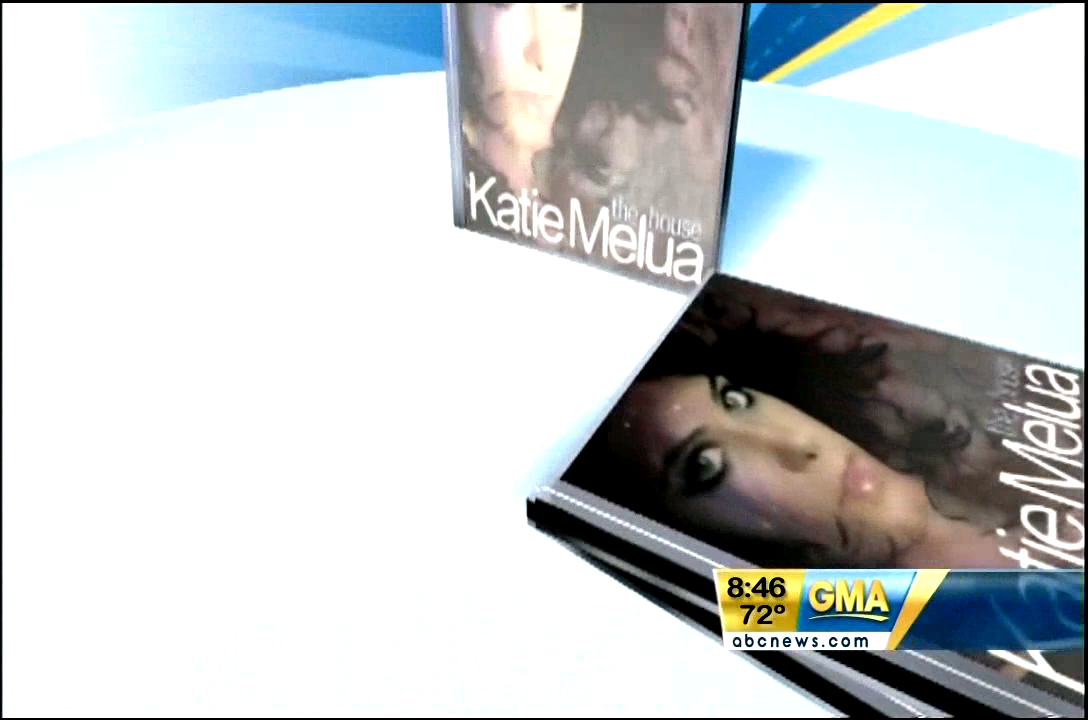 the house
Katie Melua
the house
Katie Melua
8:46
72°
GMA
abcnews.com